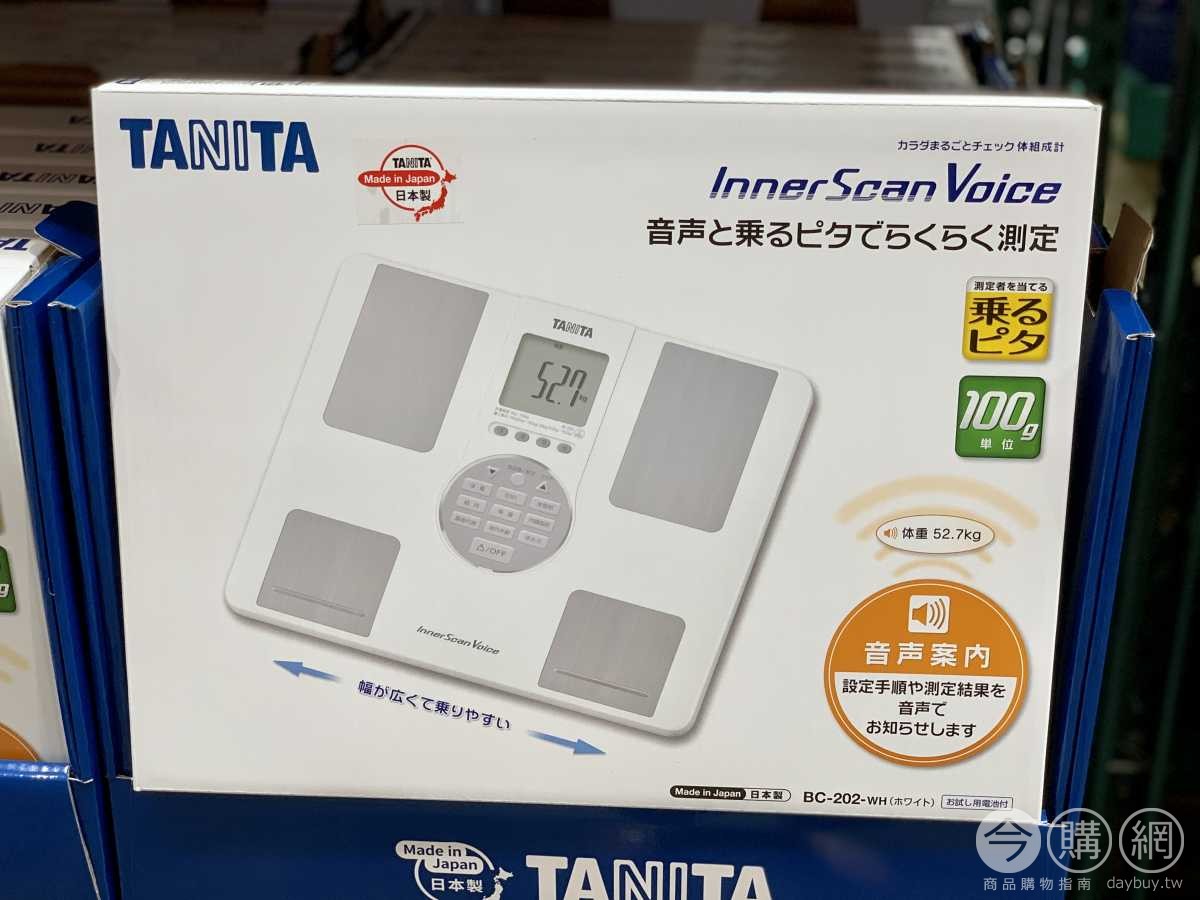 TANITA
TANITA
Made in Japan
日本製
カラダまるごとチェック 体組成計
InnerScan Voice
音声と乗るピタでらくらく測定
測定者を当てる
乗る
ピタ
100g
単位
TANITA
52.7kg
△/OFF
InnerScan Voice
体重 52.7kg
音声案内
設定手順や測定結果を
音声で
お知らせします
幅が広くて乗りやすい
Made in Japan 日本製 BC-202-WH(ホワイト) お試し用電池付
Made in
Japan
日本製
TANITA
今購網
商品購物指南 daybuy.tw